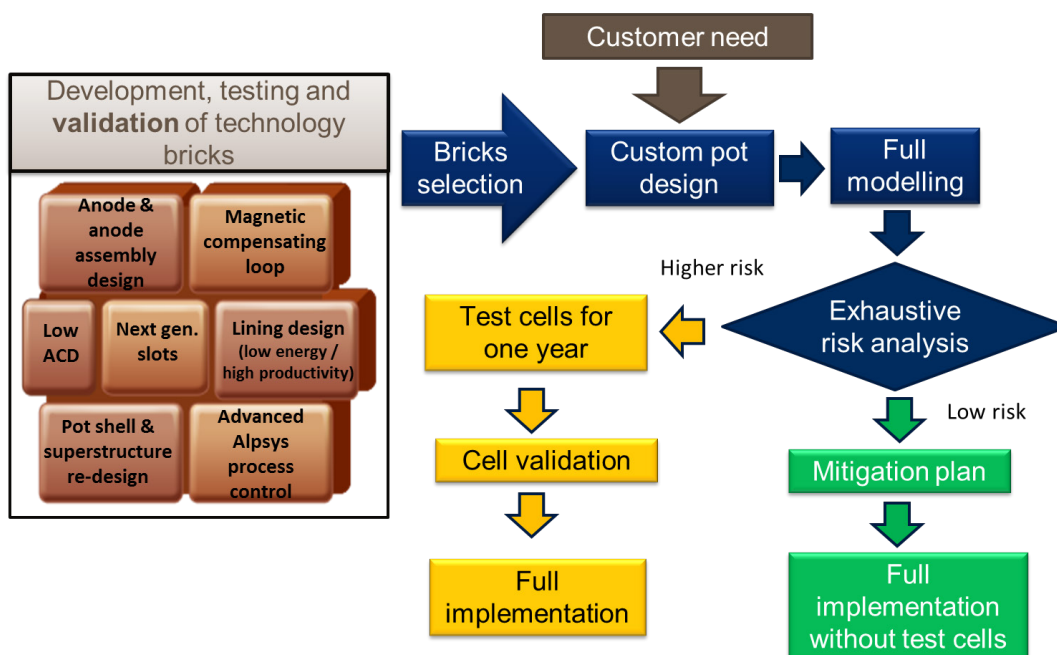 Customer need
Development, testing and
validation of technology
bricks
Anode &
anode
assembly
design
Magnetic
compensating
loop
Low
ACD
Next gen.
slots
Lining design
(low energy /
high productivity)
Pot shell &
superstructure
re-design
Advanced
Alpsys
process
control
Bricks
selection
Custom pot
design
Full
modelling
Exhaustive
risk analysis
Higher risk
Test cells for
one year
Cell validation
Full
implementation
Low risk
Mitigation plan
Full
implementation
without test cells